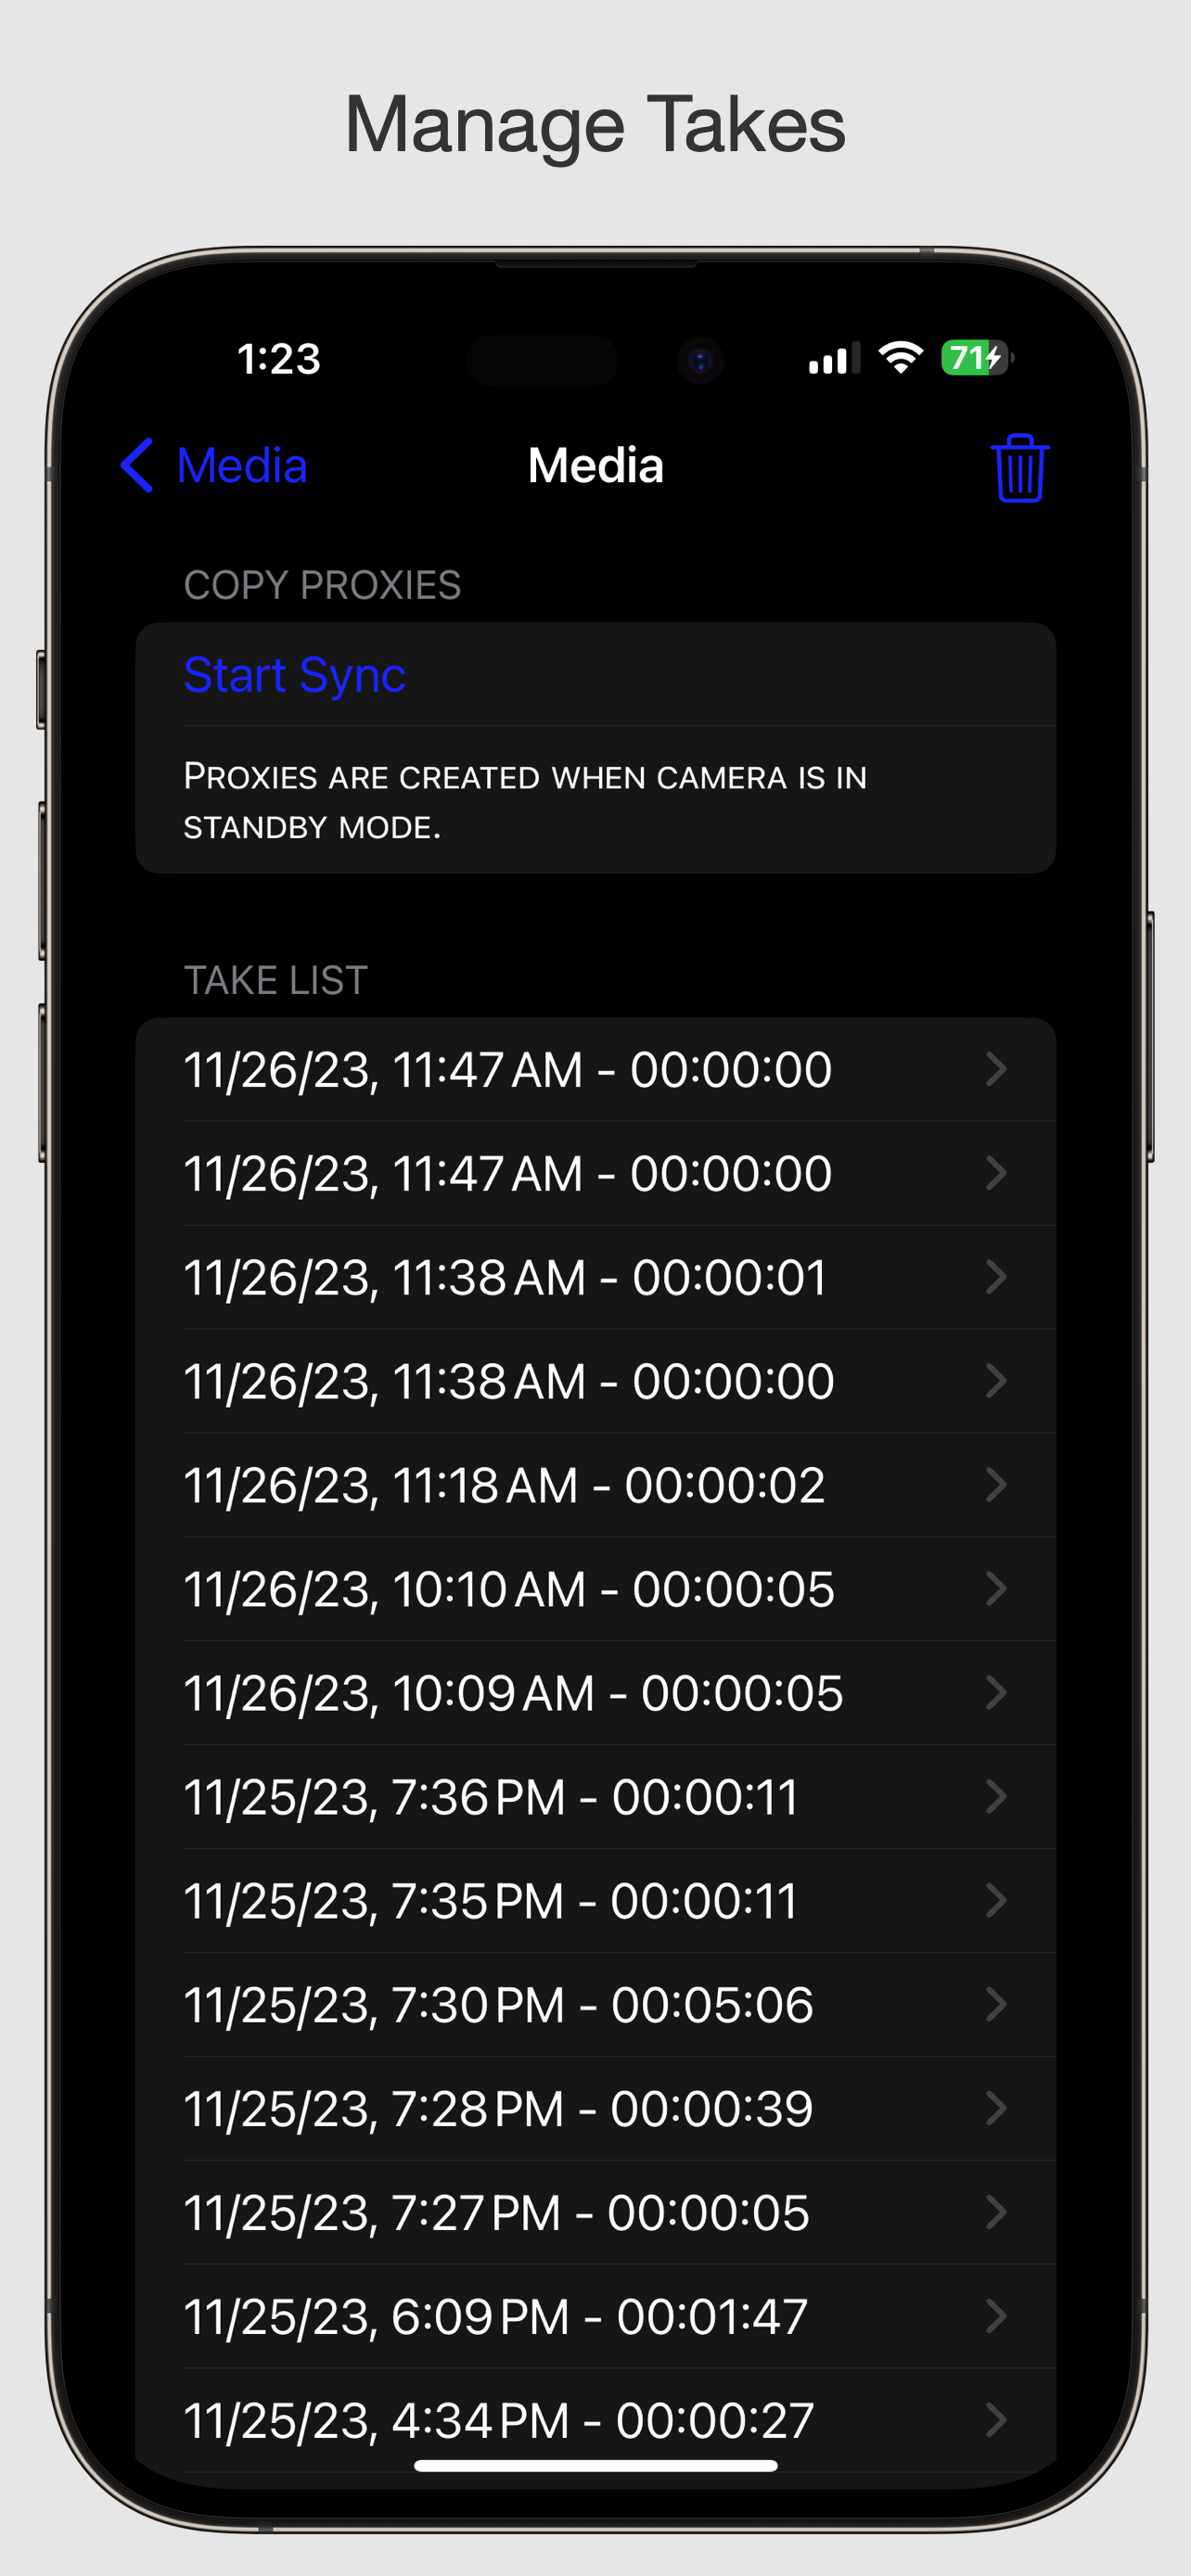 Manage Takes
1:23
71
Media
Media
COPY PROXIES
Start Sync
PROXIES ARE CREATED WHEN CAMERA IS IN
STANDBY MODE.
TAKE LIST
11/26/23, 11:47 AM - 00:00:00
11/26/23, 11:47 AM - 00:00:00
11/26/23, 11:38 AM - 00:00:01
11/26/23, 11:38 AM - 00:00:00
11/26/23, 11:18 AM - 00:00:02
11/26/23, 10:10 AM - 00:00:05
11/26/23, 10:09 AM - 00:00:05
11/25/23, 7:36 PM - 00:00:11
11/25/23, 7:35 PM - 00:00:11
11/25/23, 7:30 PM - 00:05:06
11/25/23, 7:28 PM - 00:00:39
11/25/23, 7:27 PM - 00:00:05
11/25/23, 6:09 PM - 00:01:47
11/25/23, 4:34 PM - 00:00:27